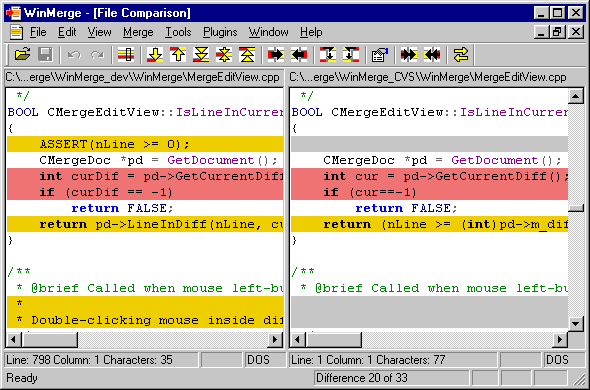 WinMerge - [File Comparison]
File Edit View Merge Tools Plugins Window Help
C:\...erge\WinMerge_dev\WinMerge\MergeEditView.cpp
*/
BOOL CMergeEditView::IsLineInCurren
{
ASSERT(nLine >= 0);
CMergeDoc *pd = GetDocument();
int curDif = pd->GetCurrentDiff
if (curDif == -1)
return FALSE;
return pd->LineInDiff(nLine, cu
}
/**
* @brief Called when mouse left-bu
*
* Double-clicking mouse inside dif
C:\...erge\WinMerge_CVS\WinMerge\MergeEditView.cpp
*/
BOOL CMergeEditView::IsLineInCurren
{
CMergeDoc *pd = GetDocument();
int cur = pd->GetCurrentDiff();
if (cur==-1)
return FALSE;
return (nLine >= (int)pd->m_dif
}
/**
* @brief Called when mouse left-bu
Line: 798 Column: 1 Characters: 35 DOS
Line: 1 Column: 1 Characters: 77 DOS
Ready Difference 20 of 33